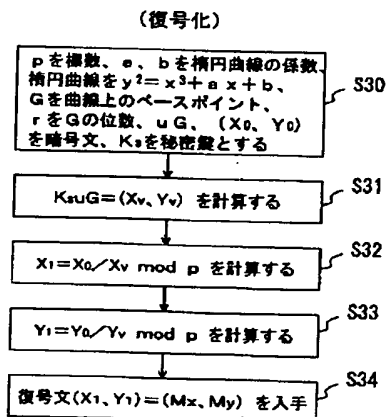 (復号化)
pを標数、a、bを楕円曲線の係数、
楕円曲線をy²=x³+ax+b、
Gを曲線上のベースポイント、
rをGの位数、uG、(X₀、Y₀)
を暗号文、Ksを秘密鍵とする
S30
KsuG=(Xv、Yv)を計算する
S31
X₁=X₀/Xv mod pを計算する
S32
Y₁=Y₀/Yv mod pを計算する
S33
復号文(X₁、Y₁)=(Mx、My)を入手
S34